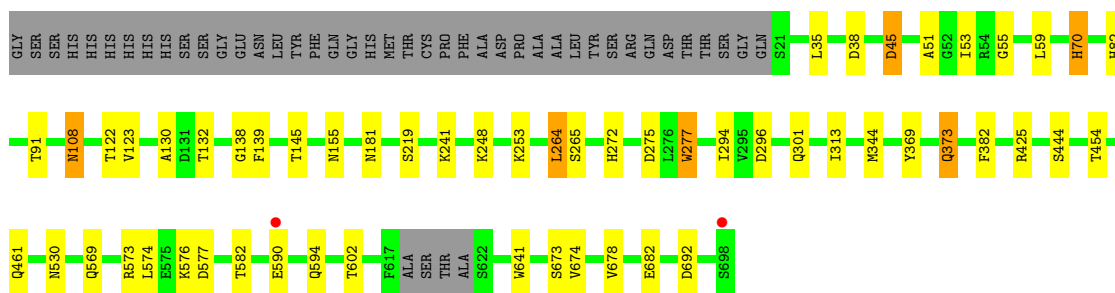 GLY SER SER HIS HIS HIS HIS HIS HIS SER SER GLY GLU ASN LEU TYR PHE GLN GLY HIS MET THR CYS PRO PHE ALA ASP PRO ALA ALA LEU TYR SER ARG GLN ASP THR THR SER GLY GLN S21 L35 D38 D45 A51 G52 I53 R54 G55 L59 H70 H82
T91 N108 T122 V123 A130 D131 T132 G138 F139 T145 N155 N181 S219 K241 K248 K253 L264 S265 H272 D275 L276 W277 I294 V295 D296 Q301 I313 M344 Y369 Q373 F382 R425 S444 T454
Q461 N530 Q569 R573 L574 E575 K576 D577 T582 E590 Q594 T602 F617 ALA SER THR ALA S622 W641 S673 V674 V678 E682 D692 S698